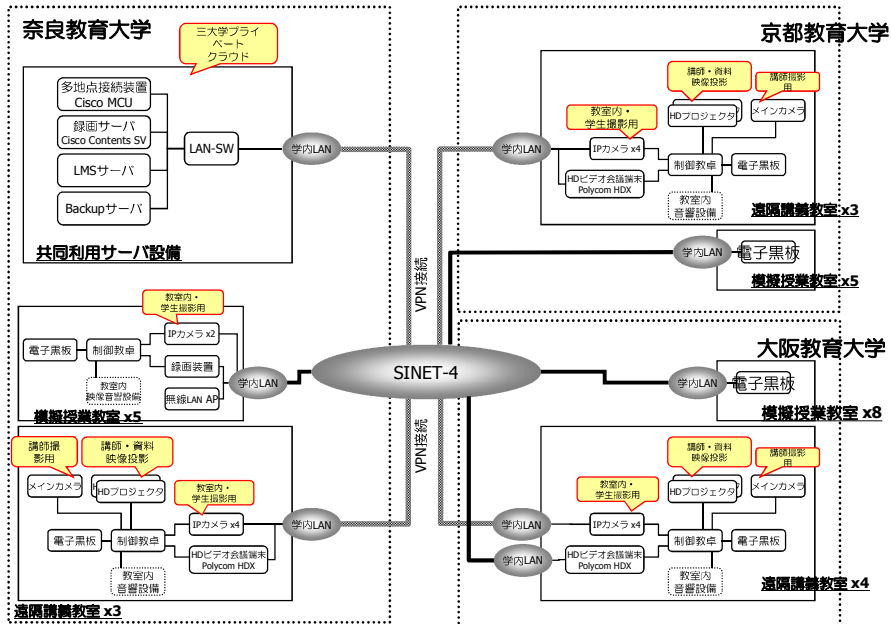 奈良教育大学
三大学プライ
ベート
クラウド
多地点接続装置
Cisco MCU
録画サーバ
Cisco Contents SV
LMSサーバ
Backupサーバ
LAN-SW
学内LAN
共同利用サーバ設備
教室内・
学生撮影用
電子黒板
制御教卓
IPカメラ x2
録画装置
無線LAN AP
教室内
映像音響設備
学内LAN
模擬授業教室 x5
講師撮
影用
講師・資料
映像投影
教室内・
学生撮影用
メインカメラ
HDプロジェクタ
電子黒板
制御教卓
IPカメラ x4
HDビデオ会議端末
Polycom HDX
教室内
音響設備
学内LAN
遠隔講義教室 x3
VPN接続
SINET-4
VPN接続
京都教育大学
講師・資料
映像投影
講師撮影
用
教室内・
学生撮影用
HDプロジェクタ
メインカメラ
学内LAN
IPカメラ x4
HDビデオ会議端末
Polycom HDX
制御教卓
電子黒板
教室内
音響設備
遠隔講義教室 x3
学内LAN
電子黒板
模擬授業教室 x5
大阪教育大学
学内LAN
電子黒板
模擬授業教室 x8
講師・資料
映像投影
講師撮影
用
教室内・
学生撮影用
HDプロジェクタ
メインカメラ
学内LAN
IPカメラ x4
学内LAN
HDビデオ会議端末
Polycom HDX
制御教卓
電子黒板
教室内
音響設備
遠隔講義教室 x4